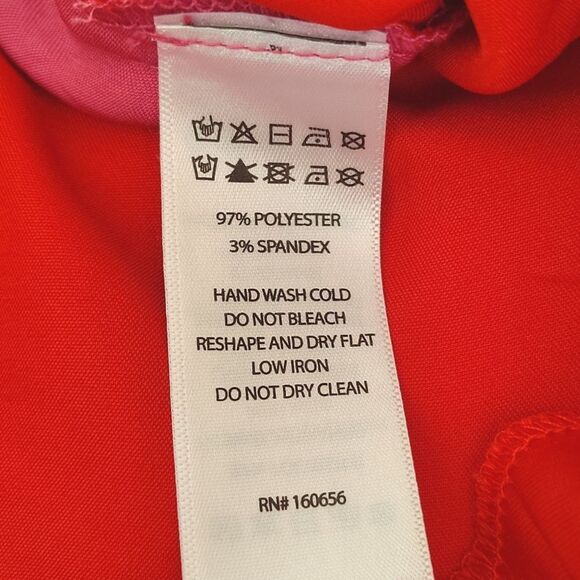 97% POLYESTER
3% SPANDEX
HAND WASH COLD
DO NOT BLEACH
RESHAPE AND DRY FLAT
LOW IRON
DO NOT DRY CLEAN
RN# 160656